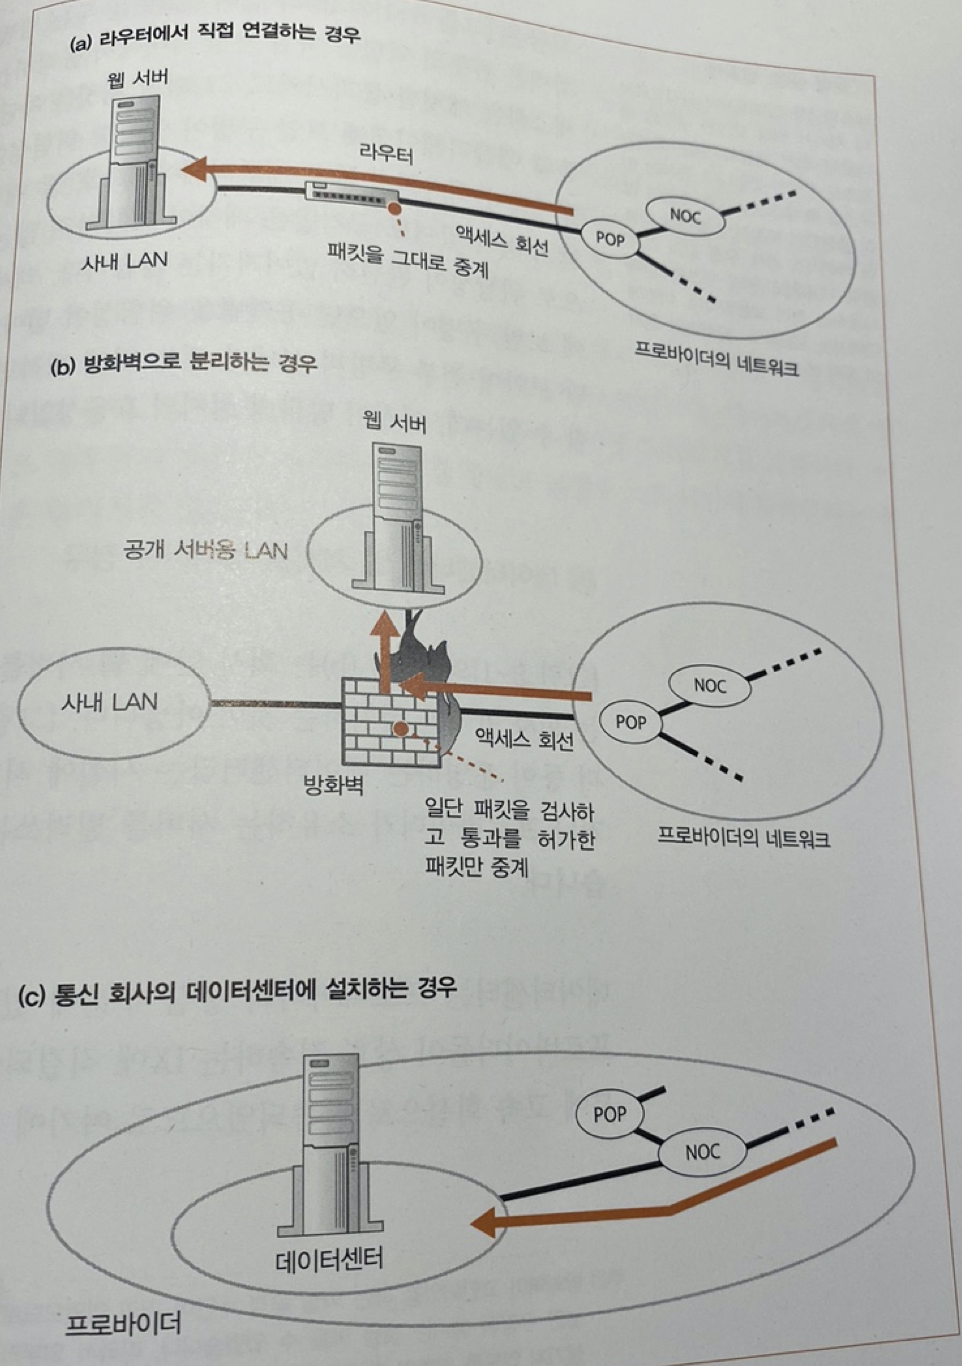 (a) 라우터에서 직접 연결하는 경우
웹 서버
라우터
NOC
POP
액세스 회선
패킷을 그대로 중계
사내 LAN
프로바이더의 네트워크
(b) 방화벽으로 분리하는 경우
웹 서버
공개 서버용 LAN
사내 LAN
NOC
POP
액세스 회선
방화벽
일단 패킷을 검사하
고 통과를 허가한
패킷만 중계
프로바이더의 네트워크
(c) 통신 회사의 데이터센터에 설치하는 경우
POP
NOC
데이터센터
프로바이더